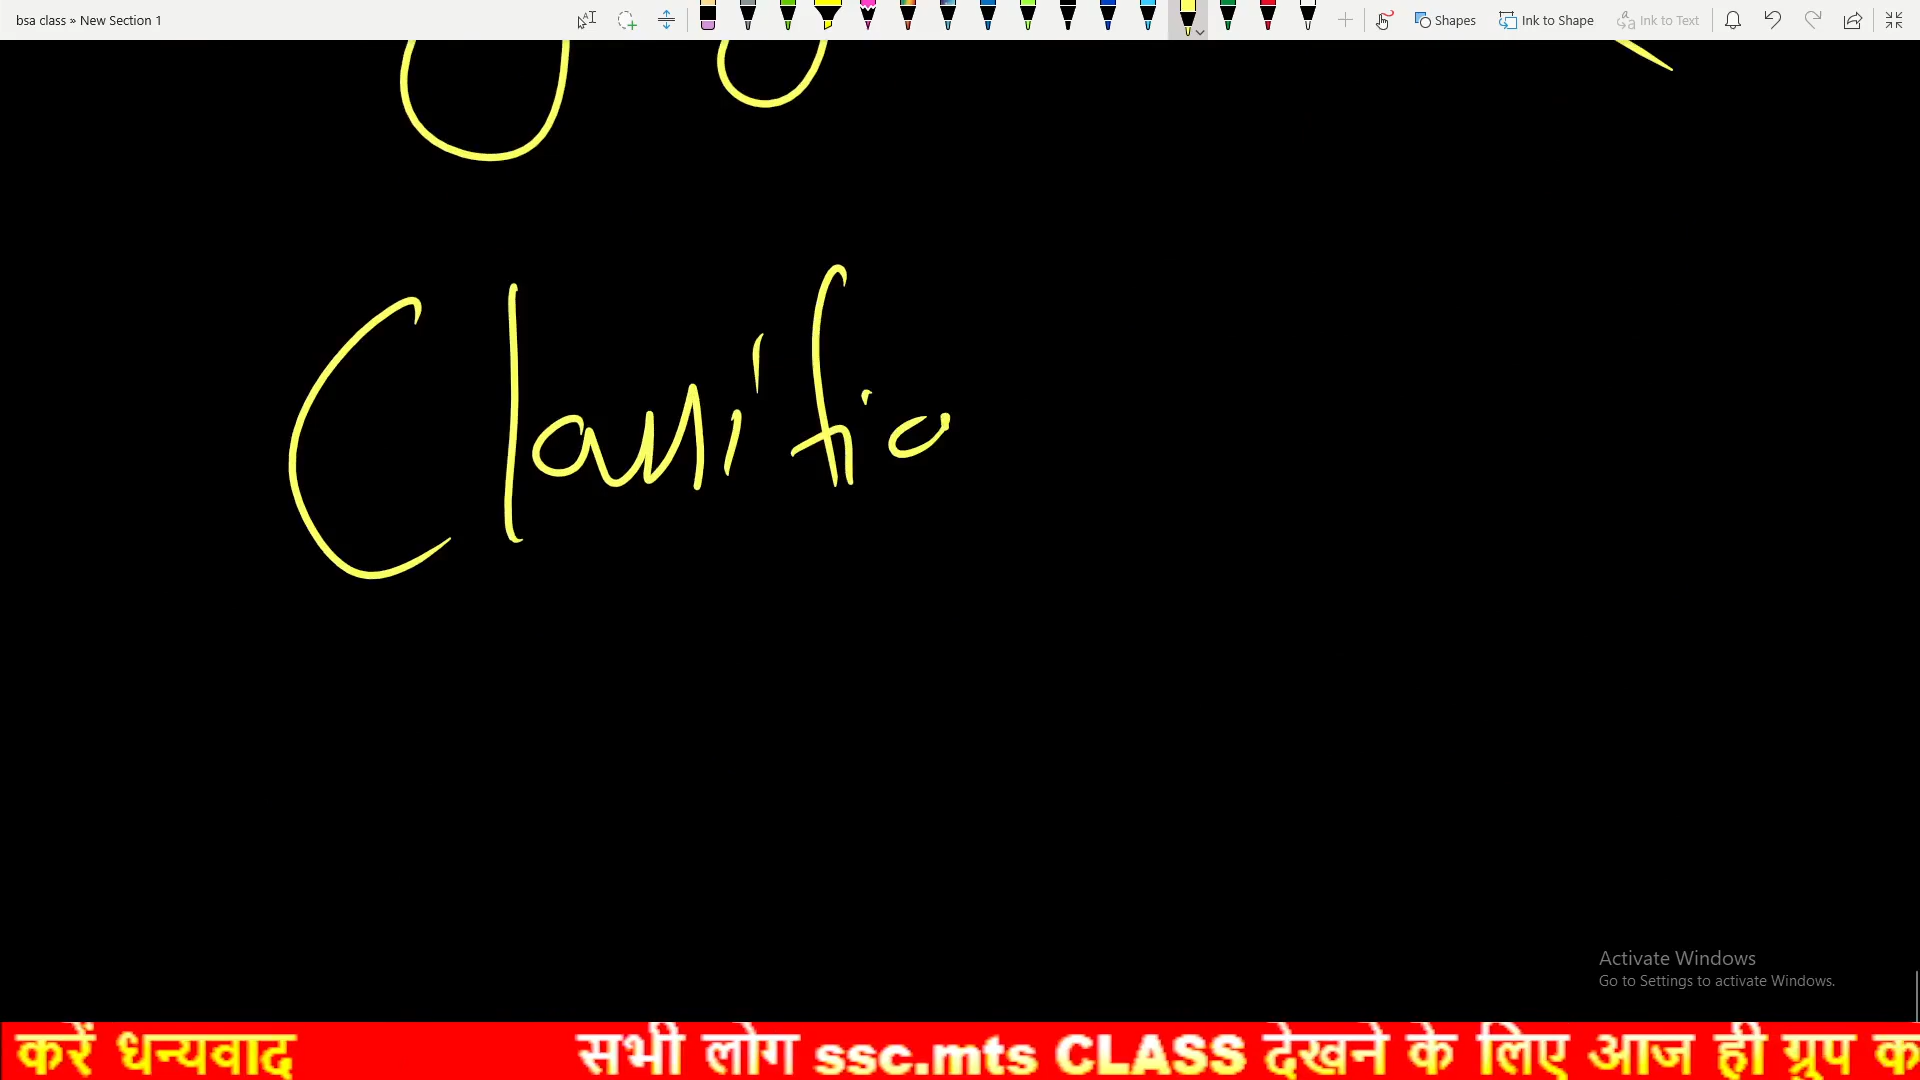 bsa class » New Section 1
Shapes
Ink to Shape
Ink to Text
Classifica
Activate Windows
Go to Settings to activate Windows.
करें धन्यवाद सभी लोग ssc.mts CLASS देखने के लिए आज ही ग्रुप क